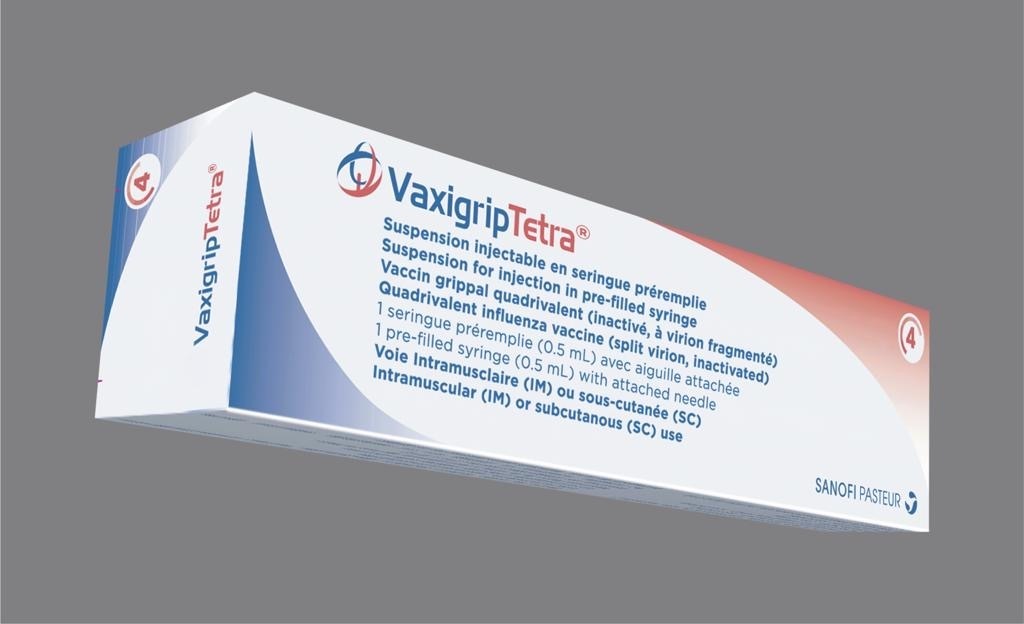 4
VaxigripTetra®
VaxigripTetra®
Suspension injectable en seringue préremplie
Suspension for injection in pre-filled syringe
Vaccin grippal quadrivalent (inactivé, à virion fragmenté)
Quadrivalent influenza vaccine (split virion, inactivated)
1 seringue préremplie (0.5 mL) avec aiguille attachée
1 pre-filled syringe (0.5 mL) with attached needle
Voie Intramusclaire (IM) ou sous-cutanée (SC)
Intramuscular (IM) or subcutanous (SC) use
4
SANOFI PASTEUR